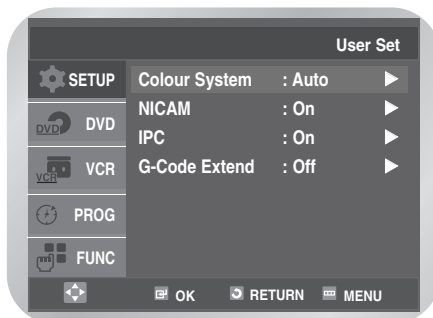 User Set
SETUP
Colour System : Auto
NICAM : On
DVD DVD
IPC : On
VCR VCR
G-Code Extend : Off
PROG
FUNC
OK RETURN MENU